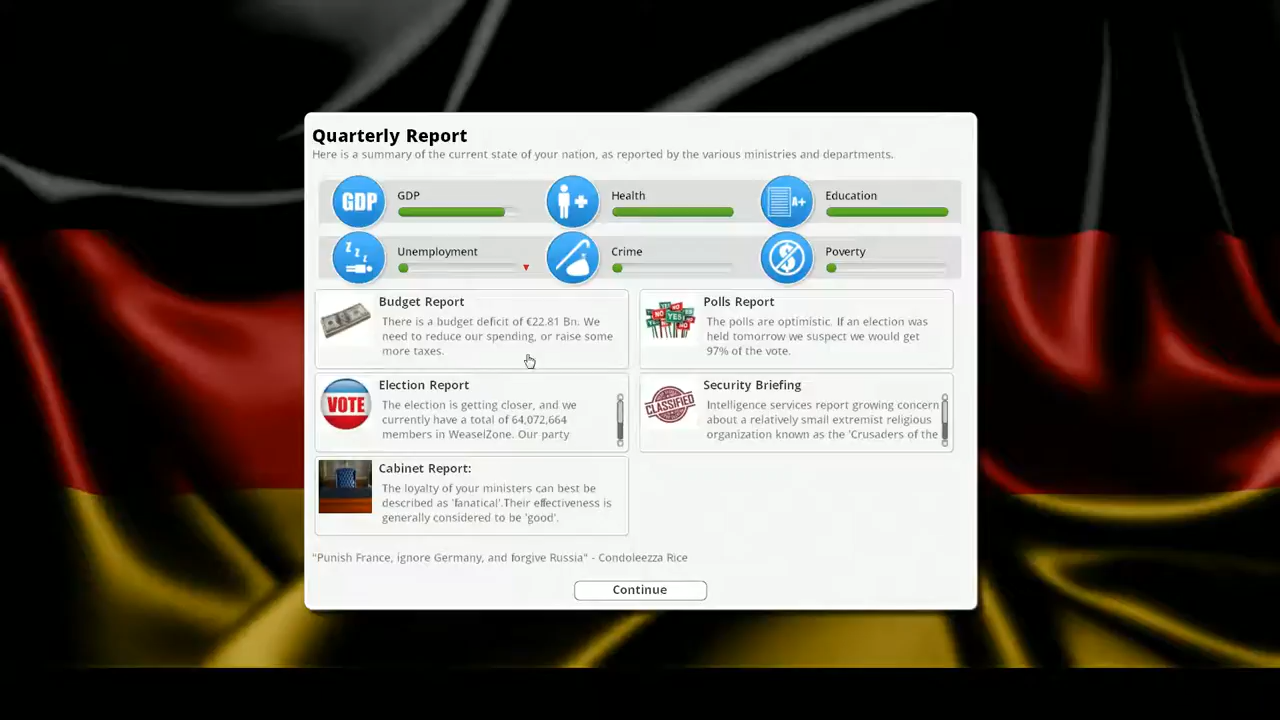 Quarterly Report
Here is a summary of the current state of your nation, as reported by the various ministries and departments.
GDP
GDP
Health
A+
Education
Z Z Z
Unemployment
Crime
Poverty
Budget Report
There is a budget deficit of €22.81 Bn. We
need to reduce our spending, or raise some
more taxes.
NO YES NO
YES!
NO
Polls Report
The polls are optimistic. If an election was
held tomorrow we suspect we would get
97% of the vote.
VOTE
Election Report
The election is getting closer, and we
currently have a total of 64,072,664
members in WeaselZone. Our party
CLASSIFIED
Security Briefing
Intelligence services report growing concern
about a relatively small extremist religious
organization known as the 'Crusaders of the
Cabinet Report:
The loyalty of your ministers can best be
described as 'fanatical'.Their effectiveness is
generally considered to be 'good'.
"Punish France, ignore Germany, and forgive Russia" - Condoleezza Rice
Continue